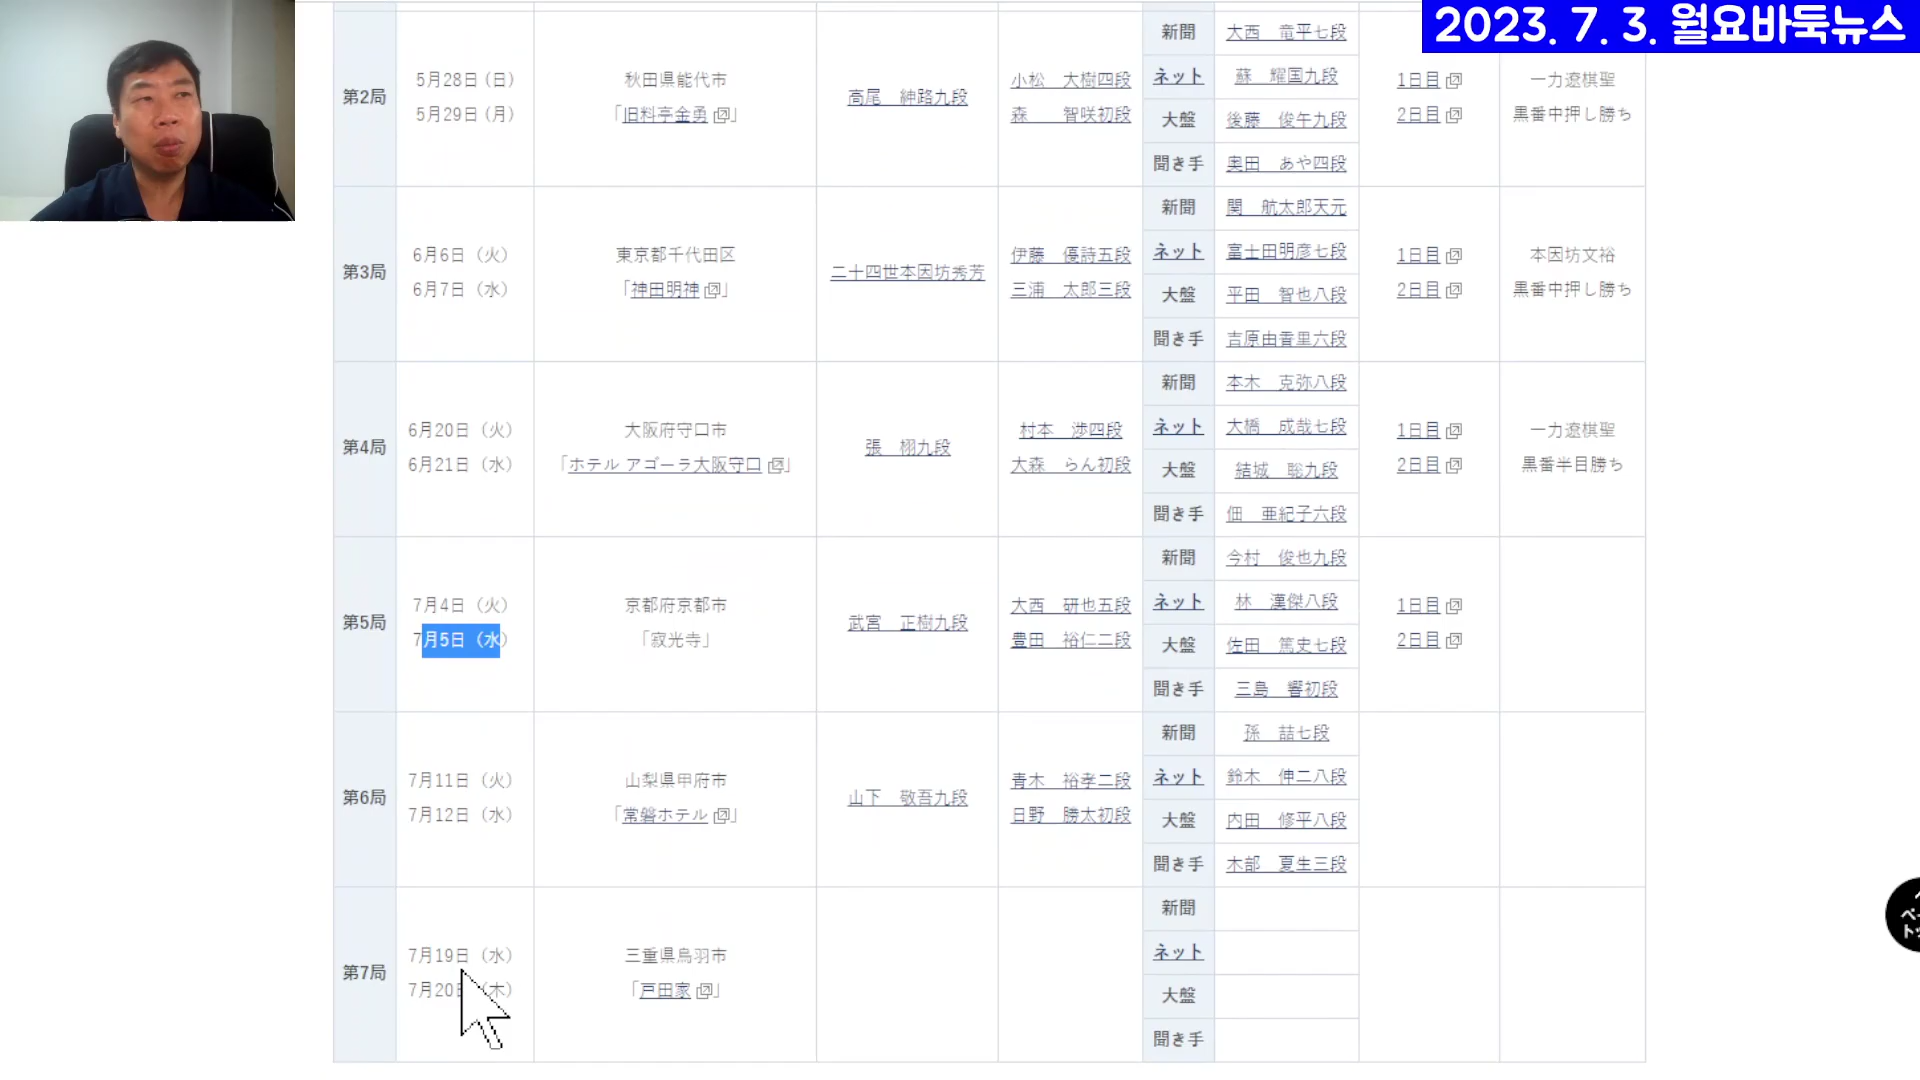 2023. 7. 3. 월요바둑뉴스
第2局
5月28日(日)
5月29日(月)
秋田県能代市
「旧料亭金勇」
高尾 紳路九段
小松 大樹四段
森 智咲初段
新聞 大西 竜平七段
ネット 蘇 耀国九段
大盤 後藤 俊午九段
聞き手 奥田 あや四段
1日目
2日目
一力遼棋聖
黒番中押し勝ち
第3局
6月6日(火)
6月7日(水)
東京都千代田区
「神田明神」
二十四世本因坊秀芳
伊藤 優詩五段
三浦 太郎三段
新聞 関 航太郎天元
ネット 富士田明彦七段
大盤 平田 智也八段
聞き手 吉原由香里六段
1日目
2日目
本因坊文裕
黒番中押し勝ち
第4局
6月20日(火)
6月21日(水)
大阪府守口市
「ホテル アゴーラ大阪守口」
張 栩九段
村本 渉四段
大森 らん初段
新聞 本木 克弥八段
ネット 大橋 成哉七段
大盤 結城 聡九段
聞き手 佃 亜紀子六段
1日目
2日目
一力遼棋聖
黒番半目勝ち
第5局
7月4日(火)
7月5日(水)
京都府京都市
「寂光寺」
武宮 正樹九段
大西 研也五段
豊田 裕仁二段
新聞 今村 俊也九段
ネット 林 漢傑八段
大盤 佐田 篤史七段
聞き手 三島 響初段
1日目
2日目
第6局
7月11日(火)
7月12日(水)
山梨県甲府市
「常磐ホテル」
山下 敬吾九段
青木 裕孝二段
日野 勝太初段
新聞 孫 喆七段
ネット 鈴木 伸二八段
大盤 内田 修平八段
聞き手 木部 夏生三段
第7局
7月19日(水)
7月20日(木)
三重県鳥羽市
「戸田家」
新聞
ネット
大盤
聞き手